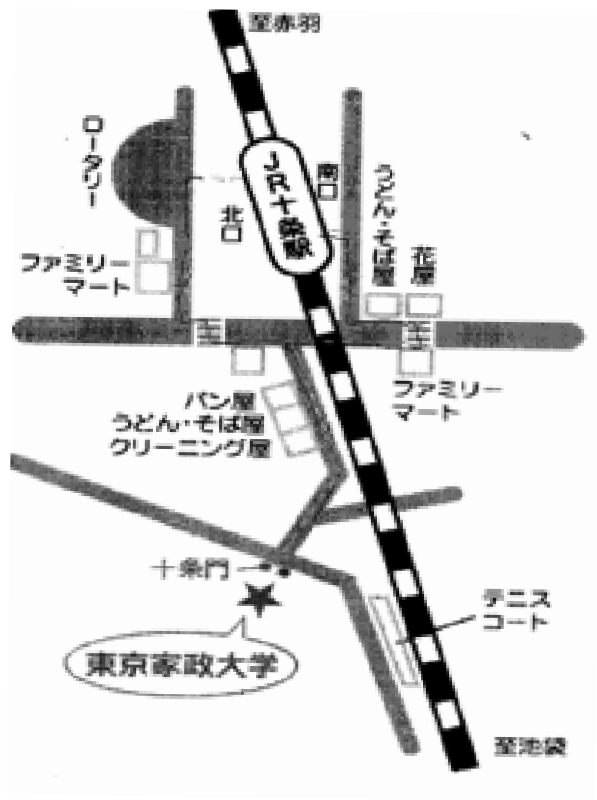 至赤羽
ロータリー
JR十条駅
南口
北口
うどん・そば屋
花屋
ファミリー
マート
ファミリー
マート
パン屋
うどん・そば屋
クリーニング屋
十条門
東京家政大学
テニス
コート
至池袋